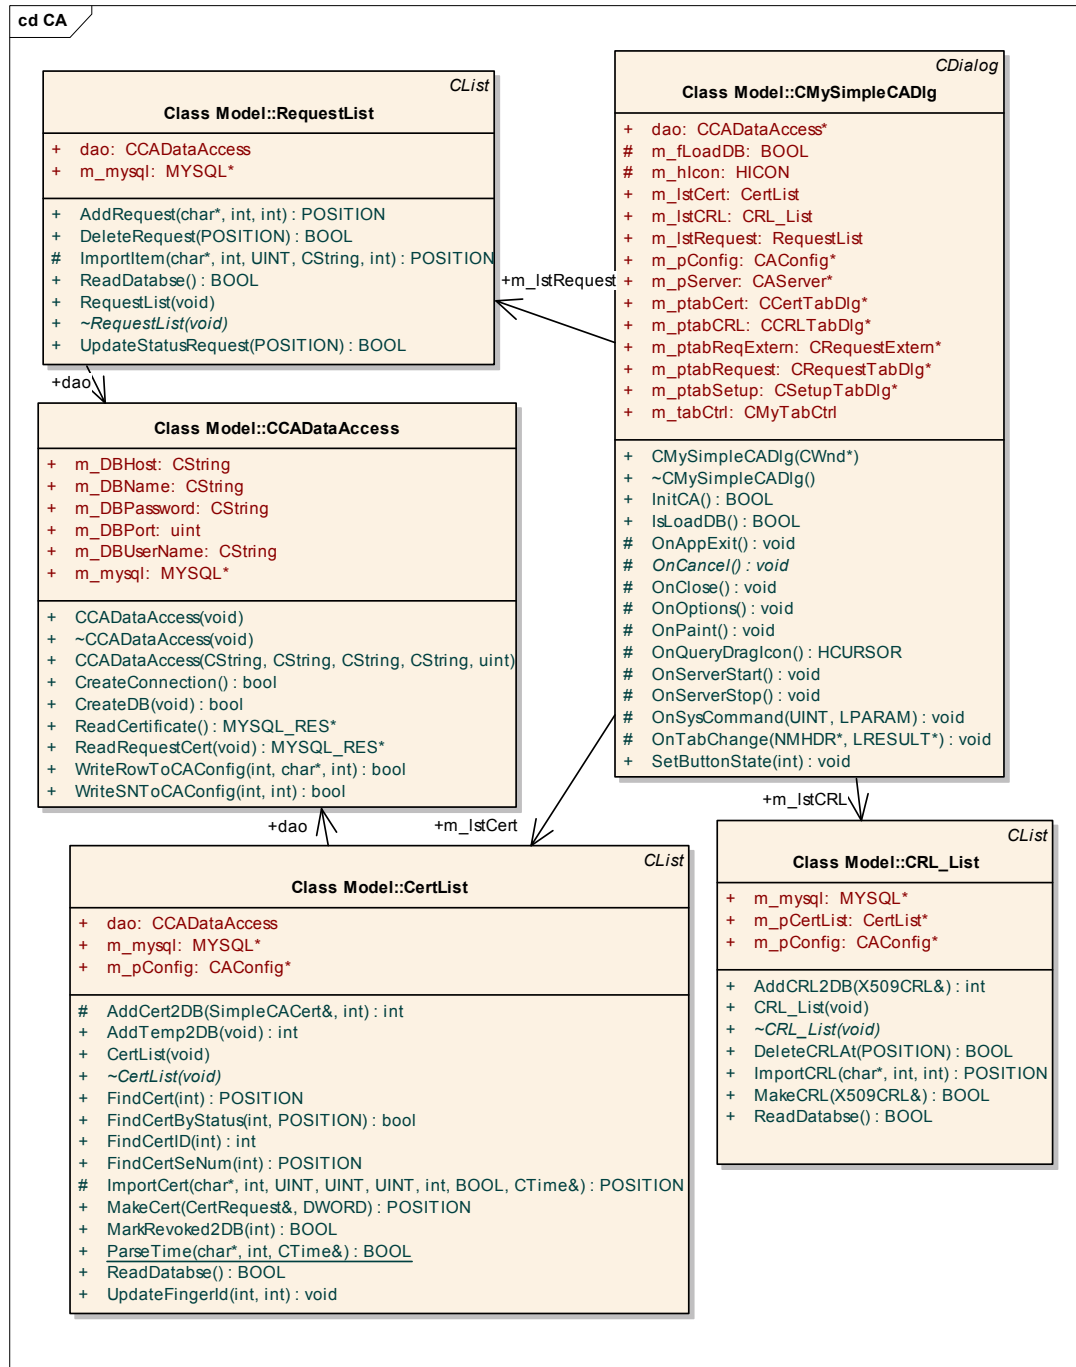 cd CA
CList
Class Model::RequestList
+ dao: CCADataAccess
+ m_mysql: MYSQL*
+ AddRequest(char*, int, int) : POSITION
+ DeleteRequest(POSITION) : BOOL
# ImportItem(char*, int, UINT, CString, int) : POSITION
+ ReadDatabse() : BOOL
+ RequestList(void)
+ ~RequestList(void)
+ UpdateStatusRequest(POSITION) : BOOL
CDialog
Class Model::CMySimpleCADlg
+ dao: CCADataAccess*
# m_fLoadDB: BOOL
# m_hIcon: HICON
+ m_lstCert: CertList
+ m_lstCRL: CRL_List
+ m_lstRequest: RequestList
+ m_pConfig: CAConfig*
+ m_pServer: CAServer*
+ m_ptabCert: CCertTabDlg*
+ m_ptabCRL: CCRLTabDlg*
+ m_ptabReqExtern: CRequestExtern*
+ m_ptabRequest: CRequestTabDlg*
+ m_ptabSetup: CSetupTabDlg*
+ m_tabCtrl: CMyTabCtrl
+ CMySimpleCADlg(CWnd*)
+ ~CMySimpleCADlg()
+ InitCA() : BOOL
+ IsLoadDB() : BOOL
# OnAppExit() : void
# OnCancel() : void
# OnClose() : void
# OnOptions() : void
# OnPaint() : void
# OnQueryDragIcon() : HCURSOR
# OnServerStart() : void
# OnServerStop() : void
# OnSysCommand(UINT, LPARAM) : void
# OnTabChange(NMHDR*, LRESULT*) : void
+ SetButtonState(int) : void
+m_lstRequest
+dao
Class Model::CCADataAccess
+ m_DBHost: CString
+ m_DBName: CString
+ m_DBPassword: CString
+ m_DBPort: uint
+ m_DBUserName: CString
+ m_mysql: MYSQL*
+ CCADataAccess(void)
+ ~CCADataAccess(void)
+ CCADataAccess(CString, CString, CString, CString, uint)
+ CreateConnection() : bool
+ CreateDB(void) : bool
+ ReadCertificate() : MYSQL_RES*
+ ReadRequestCert(void) : MYSQL_RES*
+ WriteRowToCAConfig(int, char*, int) : bool
+ WriteSNToCAConfig(int, int) : bool
+dao
+m_lstCert
+m_lstCRL
CList
Class Model::CertList
+ dao: CCADataAccess
+ m_mysql: MYSQL*
+ m_pConfig: CAConfig*
# AddCert2DB(SimpleCACert&, int) : int
+ AddTemp2DB(void) : int
+ CertList(void)
+ ~CertList(void)
+ FindCert(int) : POSITION
+ FindCertByStatus(int, POSITION) : bool
+ FindCertID(int) : int
+ FindCertSeNum(int) : POSITION
# ImportCert(char*, int, UINT, UINT, UINT, int, BOOL, CTime&) : POSITION
+ MakeCert(CertRequest&, DWORD) : POSITION
+ MarkRevoked2DB(int) : BOOL
+ ParseTime(char*, int, CTime&) : BOOL
+ ReadDatabse() : BOOL
+ UpdateFingerId(int, int) : void
CList
Class Model::CRL_List
+ m_mysql: MYSQL*
+ m_pCertList: CertList*
+ m_pConfig: CAConfig*
+ AddCRL2DB(X509CRL&) : int
+ CRL_List(void)
+ ~CRL_List(void)
+ DeleteCRLAt(POSITION) : BOOL
+ ImportCRL(char*, int, int) : POSITION
+ MakeCRL(X509CRL&) : BOOL
+ ReadDatabse() : BOOL